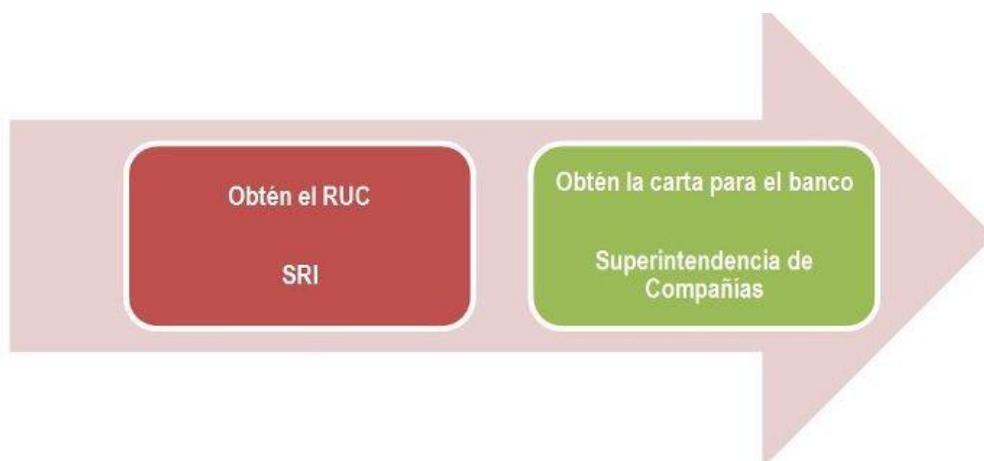 Obtén el RUC
SRI
Obtén la carta para el banco
Superintendencia de
Compañías